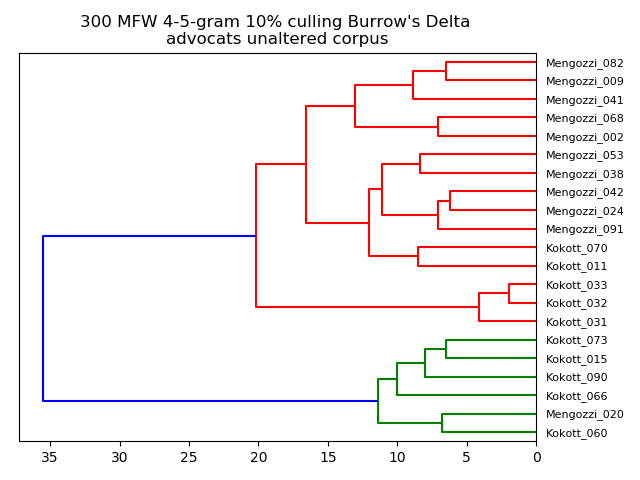 300 MFW 4-5-gram 10% culling Burrow's Delta
advocats unaltered corpus
Mengozzi_082
Mengozzi_009
Mengozzi_041
Mengozzi_068
Mengozzi_002
Mengozzi_053
Mengozzi_038
Mengozzi_042
Mengozzi_024
Mengozzi_091
Kokott_070
Kokott_011
Kokott_033
Kokott_032
Kokott_031
Kokott_073
Kokott_015
Kokott_090
Kokott_066
Mengozzi_020
Kokott_060
35 30 25 20 15 10 5 0